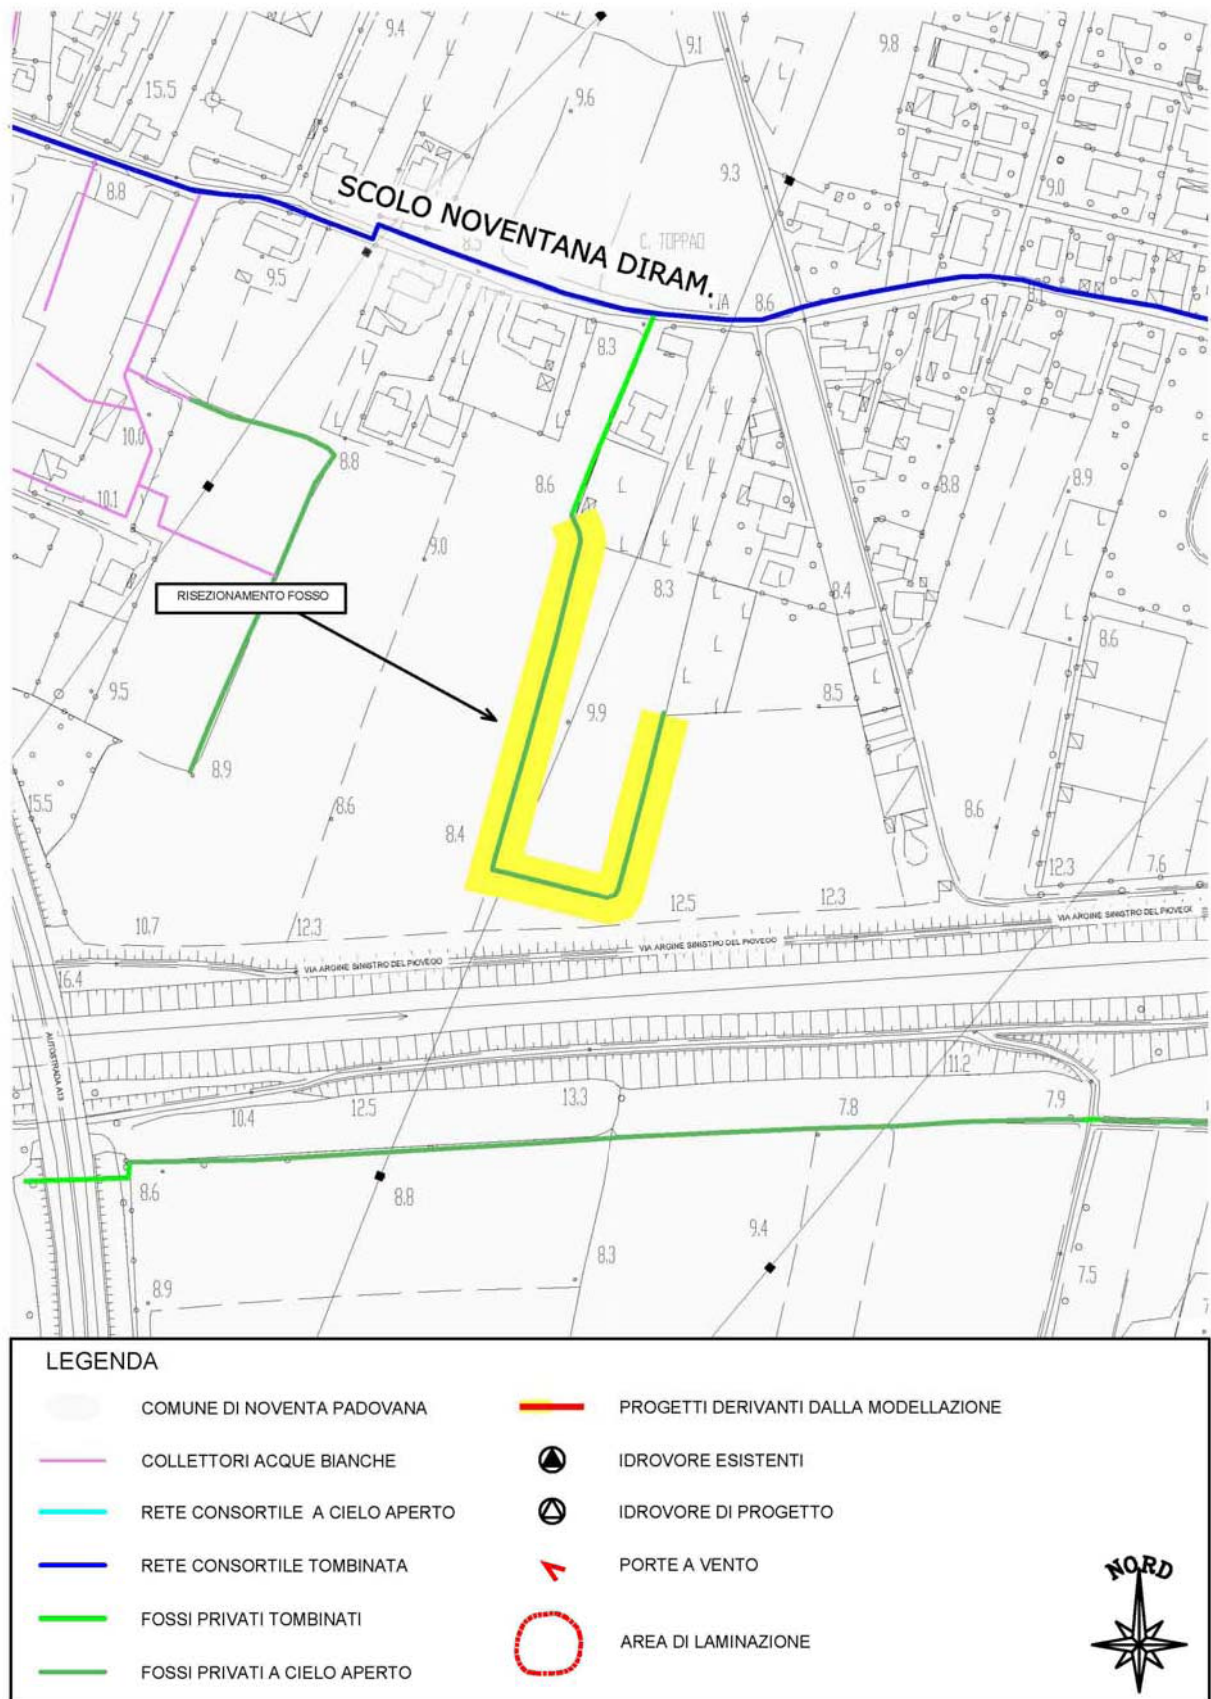 9.4
9.1
9.8
15.5
9.6
9.3
9.0
8.8
SCOLO NOVENTANA DIRAM.
8.5
C. TOPPAO
9.5
VIA
8.6
8.3
10.0
8.8
10.1
8.6
8.8
8.9
9.0
RISEZIONAMENTO FOSSO
8.3
8.4
8.6
9.5
9.9
8.5
8.9
15.5
8.6
8.4
8.6
12.3
7.6
10.7
12.3
12.5
12.3
VIA ARGINE SINISTRO DEL PIOVEGO
VIA ARGINE SINISTRO DEL PIOVEGO
VIA ARGINE SINISTRO DEL PIOVEGO
16.4
AUTOSTRADA A13
11.2
10.4
12.5
13.3
7.8
7.9
8.6
8.8
9.4
8.3
7.5
8.9
LEGENDA
COMUNE DI NOVENTA PADOVANA
COLLETTORI ACQUE BIANCHE
RETE CONSORTILE A CIELO APERTO
RETE CONSORTILE TOMBINATA
FOSSI PRIVATI TOMBINATI
FOSSI PRIVATI A CIELO APERTO
PROGETTI DERIVANTI DALLA MODELLAZIONE
IDROVORE ESISTENTI
IDROVORE DI PROGETTO
PORTE A VENTO
AREA DI LAMINAZIONE
NORD